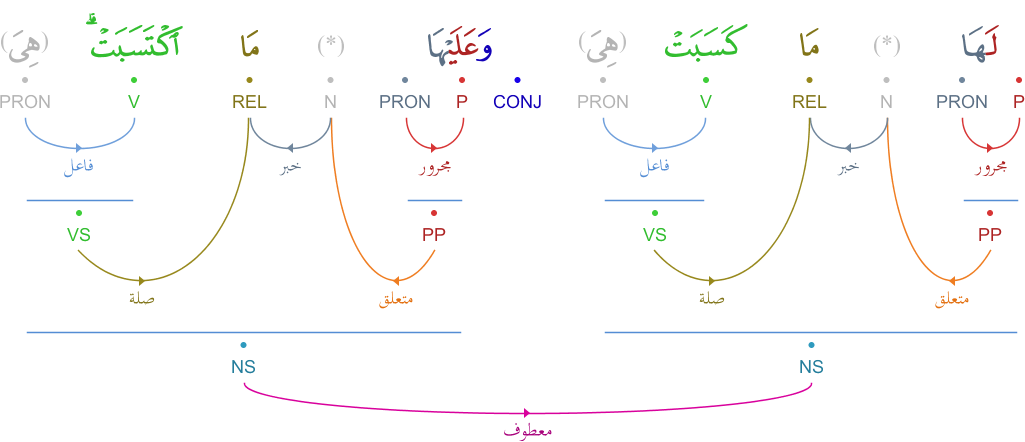 لَهَا (*) مَا كَسَبَتْ (هِيَ) وَعَلَيْهَا (*) مَا ٱكْتَسَبَتْ ۗ (هِيَ)
P PRON N REL V PRON CONJ P PRON N REL V PRON
مجرور خبر فاعل مجرور خبر فاعل
PP VS PP VS
متعلق صلة متعلق صلة
NS NS
معطوف